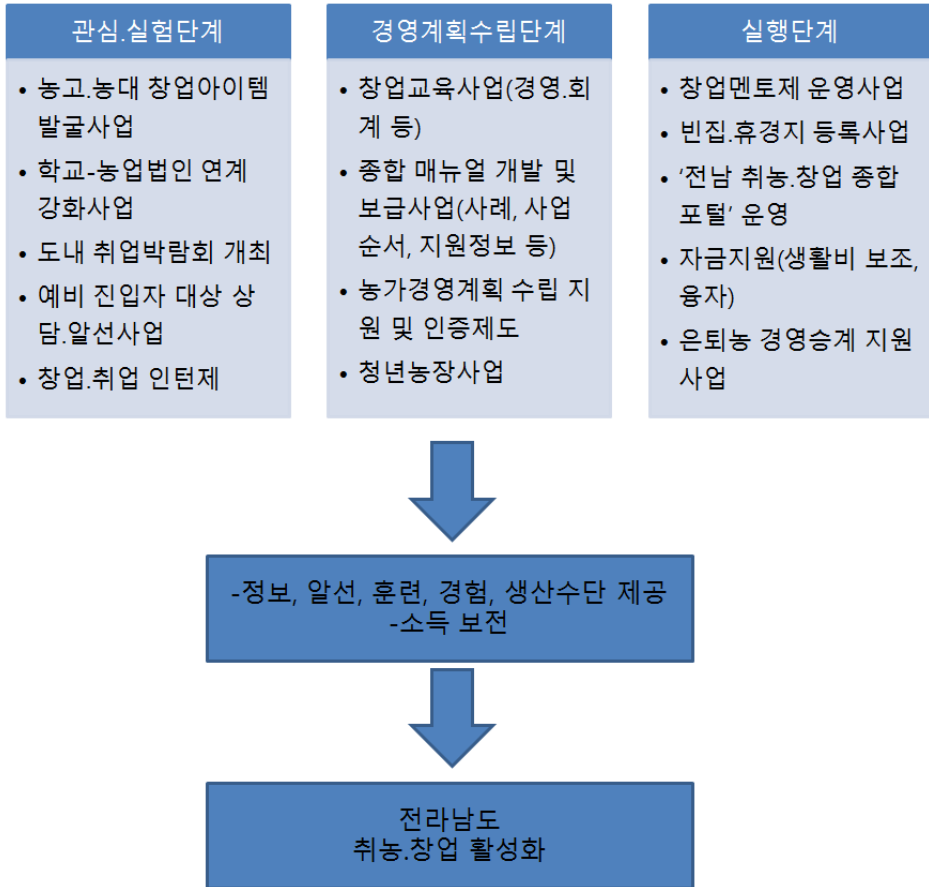 관심.실험단계
• 농고.농대 창업아이템
발굴사업
• 학교-농업법인 연계
강화사업
• 도내 취업박람회 개최
• 예비 진입자 대상 상
담.알선사업
• 창업.취업 인턴제
경영계획수립단계
• 창업교육사업(경영.회
계 등)
• 종합 매뉴얼 개발 및
보급사업(사례, 사업
순서, 지원정보 등)
• 농가경영계획 수립 지
원 및 인증제도
• 청년농장사업
실행단계
• 창업멘토제 운영사업
• 빈집.휴경지 등록사업
• ‘전남 취농.창업 종합
포털’ 운영
• 자금지원(생활비 보조,
융자)
• 은퇴농 경영승계 지원
사업
-정보, 알선, 훈련, 경험, 생산수단 제공
-소득 보전
전라남도
취농.창업 활성화